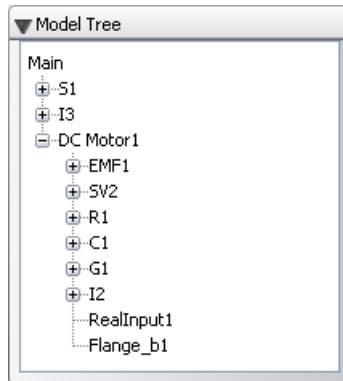 Model Tree
Main
S1
I3
DC Motor1
EMF1
SV2
R1
C1
G1
I2
RealInput1
Flange_b1